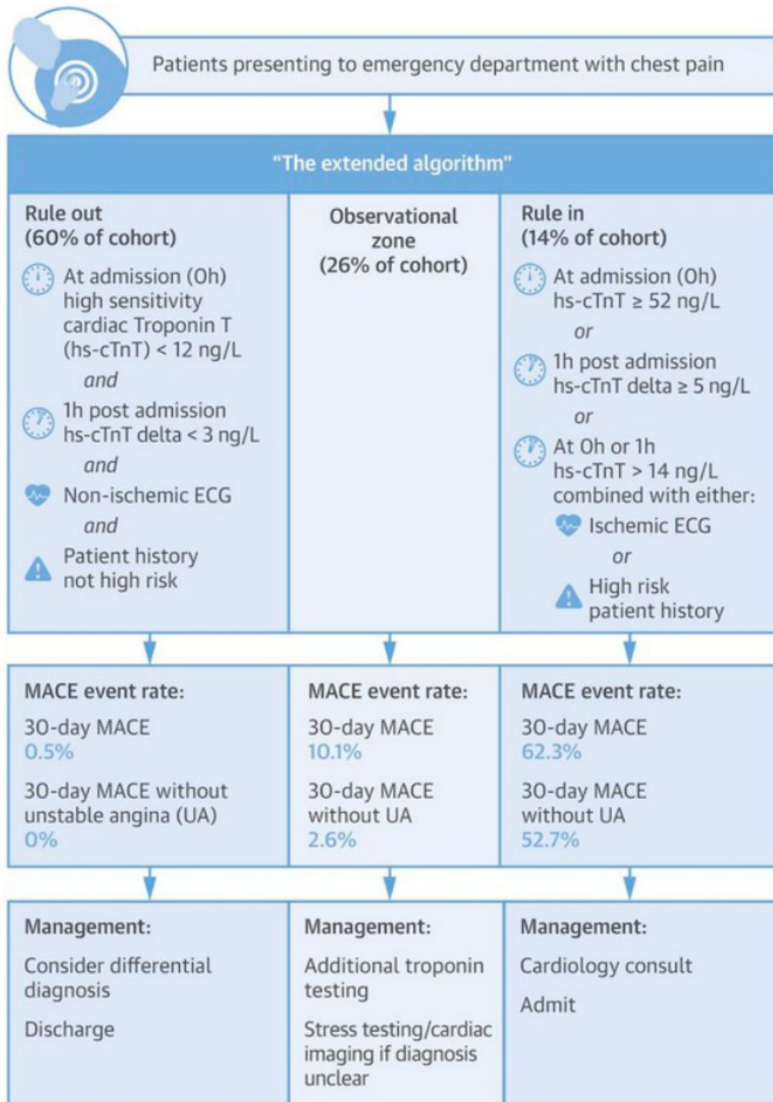 Patients presenting to emergency department with chest pain
"The extended algorithm"
Rule out
(60% of cohort)
At admission (0h)
high sensitivity
cardiac Troponin T
(hs-cTnT) < 12 ng/L
and
1h post admission
hs-cTnT delta < 3 ng/L
and
Non-ischemic ECG
and
Patient history
not high risk
Observational
zone
(26% of cohort)
Rule in
(14% of cohort)
At admission (0h)
hs-cTnT ≥ 52 ng/L
or
1h post admission
hs-cTnT delta ≥ 5 ng/L
or
At 0h or 1h
hs-cTnT > 14 ng/L
combined with either:
Ischemic ECG
or
High risk
patient history
MACE event rate:
30-day MACE
0.5%
30-day MACE without
unstable angina (UA)
0%
MACE event rate:
30-day MACE
10.1%
30-day MACE
without UA
2.6%
MACE event rate:
30-day MACE
62.3%
30-day MACE
without UA
52.7%
Management:
Consider differential
diagnosis
Discharge
Management:
Additional troponin
testing
Stress testing/cardiac
imaging if diagnosis
unclear
Management:
Cardiology consult
Admit